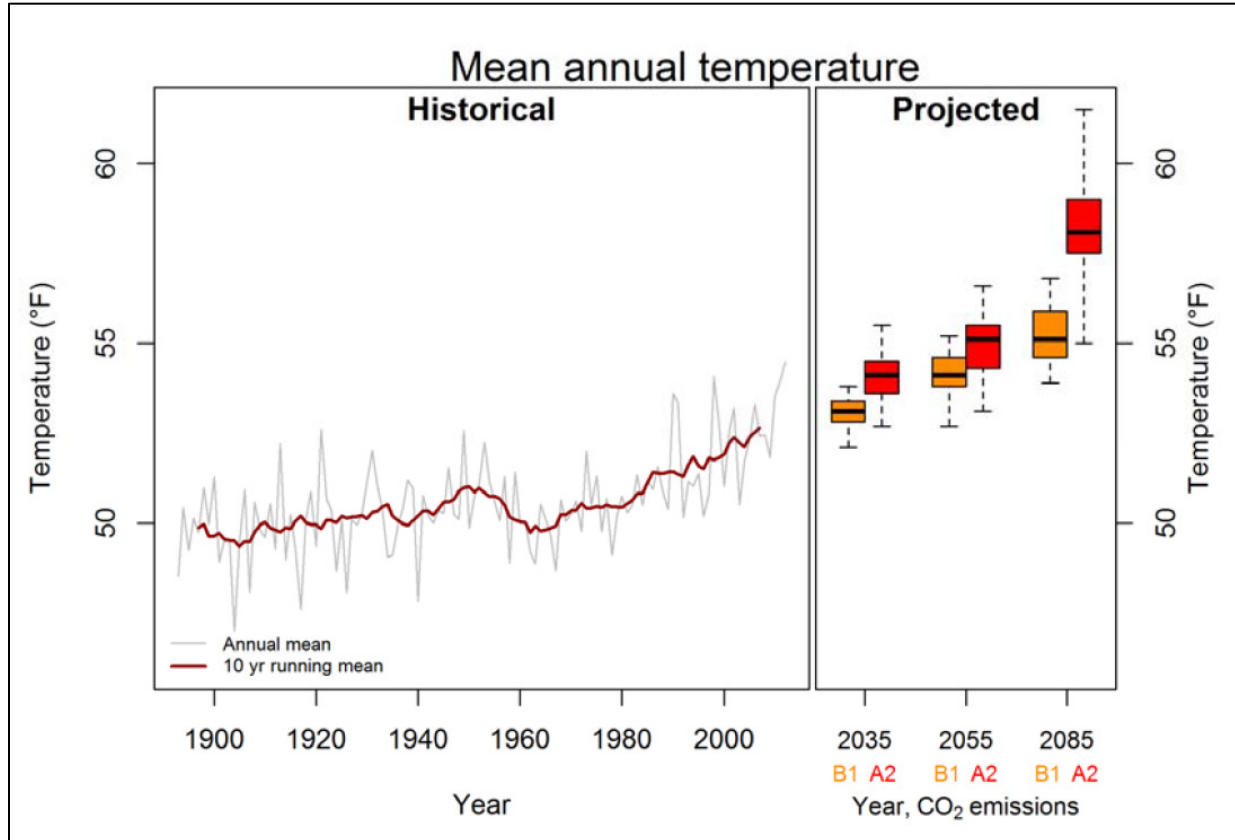 Mean annual temperature
Historical
Projected
Temperature (°F)
60
55
50
Annual mean
10 yr running mean
1900 1920 1940 1960 1980 2000
Year
60
55
50
Temperature (°F)
2035 2055 2085
B1 A2 B1 A2 B1 A2
Year, CO₂ emissions